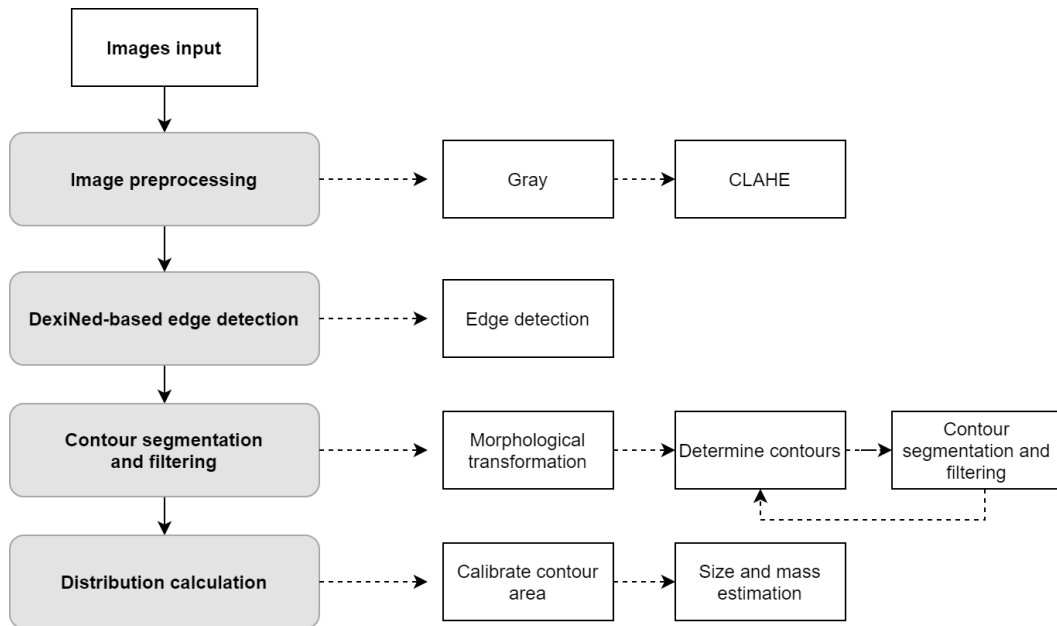 Images input
Image preprocessing
Gray
CLAHE
DexiNed-based edge detection
Edge detection
Contour segmentation
and filtering
Morphological
transformation
Determine contours
Contour
segmentation and
filtering
Distribution calculation
Calibrate contour
area
Size and mass
estimation